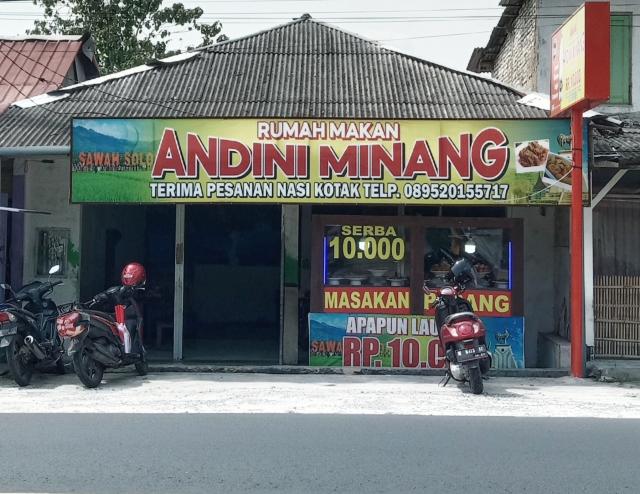 RUMAH MAKAN
SAWAH SOLO
ANDINI MINANG
TERIMA PESANAN NASI KOTAK TELP. 089520155717
SERBA
10.000
MASAKAN PADANG
APAPUN
RP. 10.0